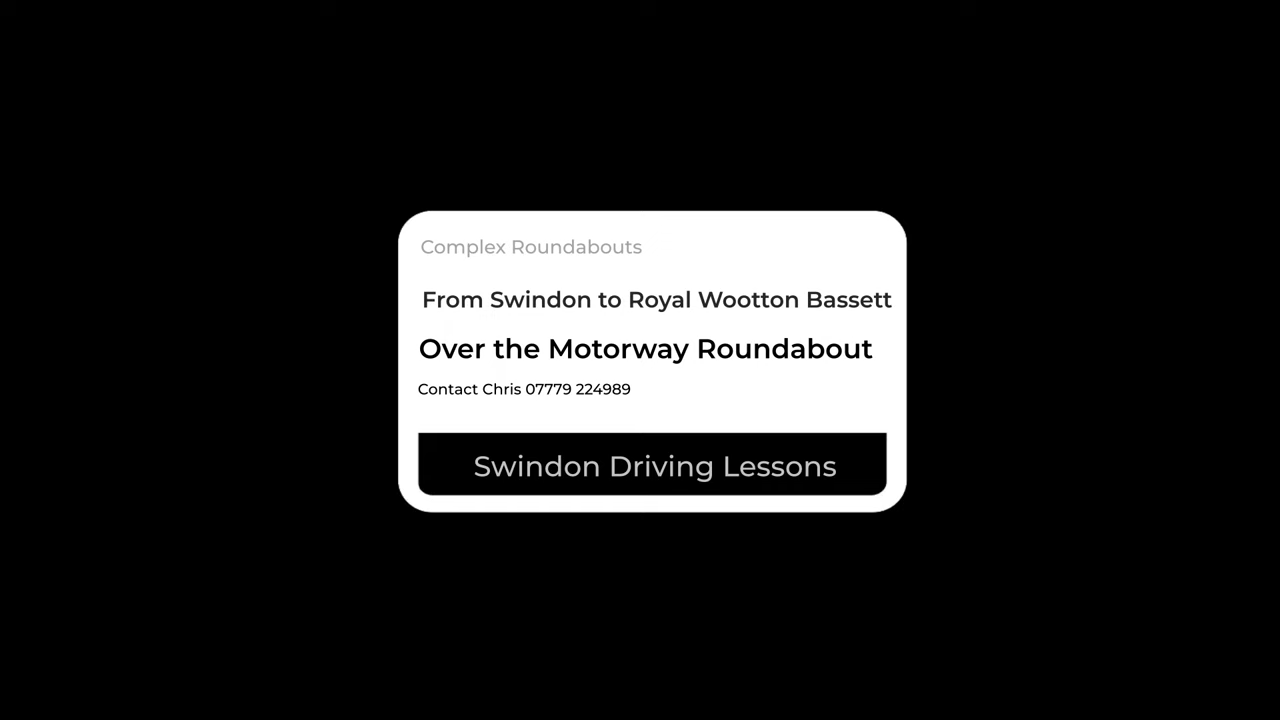 Complex Roundabouts
From Swindon to Royal Wootton Bassett
Over the Motorway Roundabout
Contact Chris 07779 224989
Swindon Driving Lessons